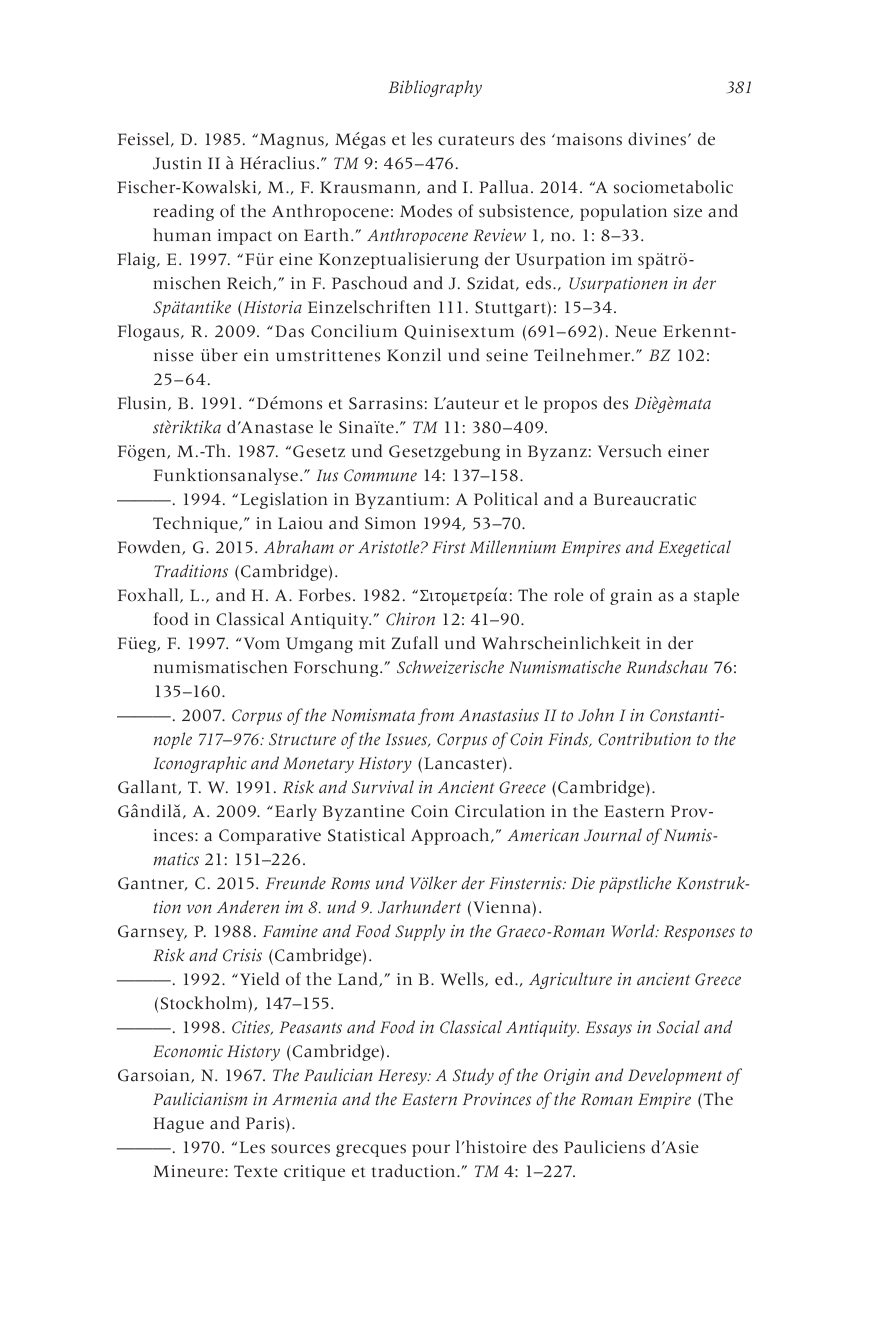 Bibliography 381
Feissel, D. 1985. “Magnus, Mégas et les curateurs des ‘maisons divines’ de
Justin II à Héraclius.” TM 9: 465–476.
Fischer-Kowalski, M., F. Krausmann, and I. Pallua. 2014. “A sociometabolic
reading of the Anthropocene: Modes of subsistence, population size and
human impact on Earth.” Anthropocene Review 1, no. 1: 8–33.
Flaig, E. 1997. “Für eine Konzeptualisierung der Usurpation im spätrö-
mischen Reich,” in F. Paschoud and J. Szidat, eds., Usurpationen in der
Spätantike (Historia Einzelschriften 111. Stuttgart): 15–34.
Flogaus, R. 2009. “Das Concilium Quinisextum (691–692). Neue Erkennt-
nisse über ein umstrittenes Konzil und seine Teilnehmer.” BZ 102:
25–64.
Flusin, B. 1991. “Démons et Sarrasins: L’auteur et le propos des Diègèmata
stèriktika d’Anastase le Sinaïte.” TM 11: 380–409.
Fögen, M.-Th. 1987. “Gesetz und Gesetzgebung in Byzanz: Versuch einer
Funktionsanalyse.” Ius Commune 14: 137–158.
———. 1994. “Legislation in Byzantium: A Political and a Bureaucratic
Technique,” in Laiou and Simon 1994, 53–70.
Fowden, G. 2015. Abraham or Aristotle? First Millennium Empires and Exegetical
Traditions (Cambridge).
Foxhall, L., and H. A. Forbes. 1982. “Σιτομετρεία: The role of grain as a staple
food in Classical Antiquity.” Chiron 12: 41–90.
Füeg, F. 1997. “Vom Umgang mit Zufall und Wahrscheinlichkeit in der
numismatischen Forschung.” Schweizerische Numismatische Rundschau 76:
135–160.
———. 2007. Corpus of the Nomismata from Anastasius II to John I in Constanti-
nople 717–976: Structure of the Issues, Corpus of Coin Finds, Contribution to the
Iconographic and Monetary History (Lancaster).
Gallant, T. W. 1991. Risk and Survival in Ancient Greece (Cambridge).
Gândilă, A. 2009. “Early Byzantine Coin Circulation in the Eastern Prov-
inces: a Comparative Statistical Approach,” American Journal of Numis-
matics 21: 151–226.
Gantner, C. 2015. Freunde Roms und Völker der Finsternis: Die päpstliche Konstruk-
tion von Anderen im 8. und 9. Jarhundert (Vienna).
Garnsey, P. 1988. Famine and Food Supply in the Graeco-Roman World: Responses to
Risk and Crisis (Cambridge).
———. 1992. “Yield of the Land,” in B. Wells, ed., Agriculture in ancient Greece
(Stockholm), 147–155.
———. 1998. Cities, Peasants and Food in Classical Antiquity. Essays in Social and
Economic History (Cambridge).
Garsoian, N. 1967. The Paulician Heresy: A Study of the Origin and Development of
Paulicianism in Armenia and the Eastern Provinces of the Roman Empire (The
Hague and Paris).
———. 1970. “Les sources grecques pour l’histoire des Pauliciens d’Asie
Mineure: Texte critique et traduction.” TM 4: 1–227.